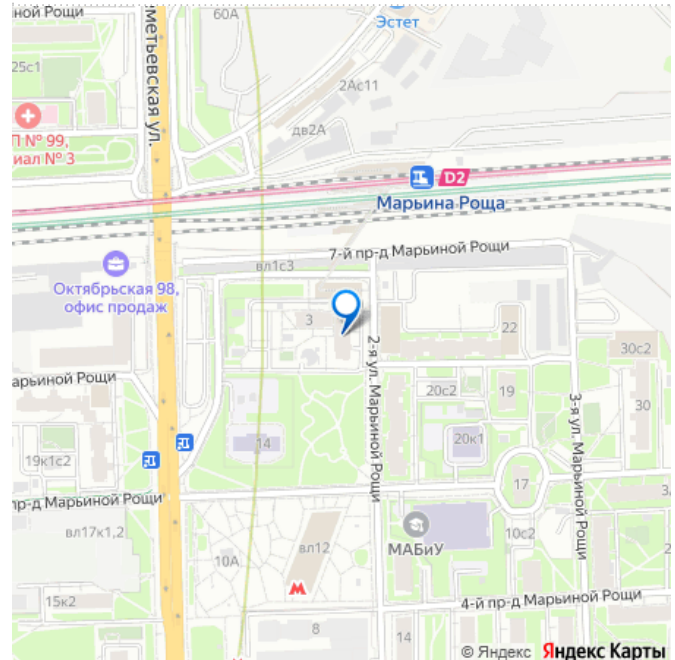 ной Рощи
60А
Эстет
25с1
метьевская ул.
2Ас11
дв2А
П № 99,
иал № 3
D2
Марьина Роща
7-й пр-д Марьиной Рощи
вл1с3
Октябрьская 98,
офис продаж
3
22
30с2
арьиной Рощи
2-я ул. Марьиной Рощи
20с2
19
3-я ул. Марьиной Рощи
30
14
20к1
19к1с2
17
пр-д Марьиной Рощи
вл17к1,2
10А
вл12
МАБиУ
10с2
М
15к2
4-й пр-д Марьиной Рощи
8
14
© Яндекс Яндекс Карты